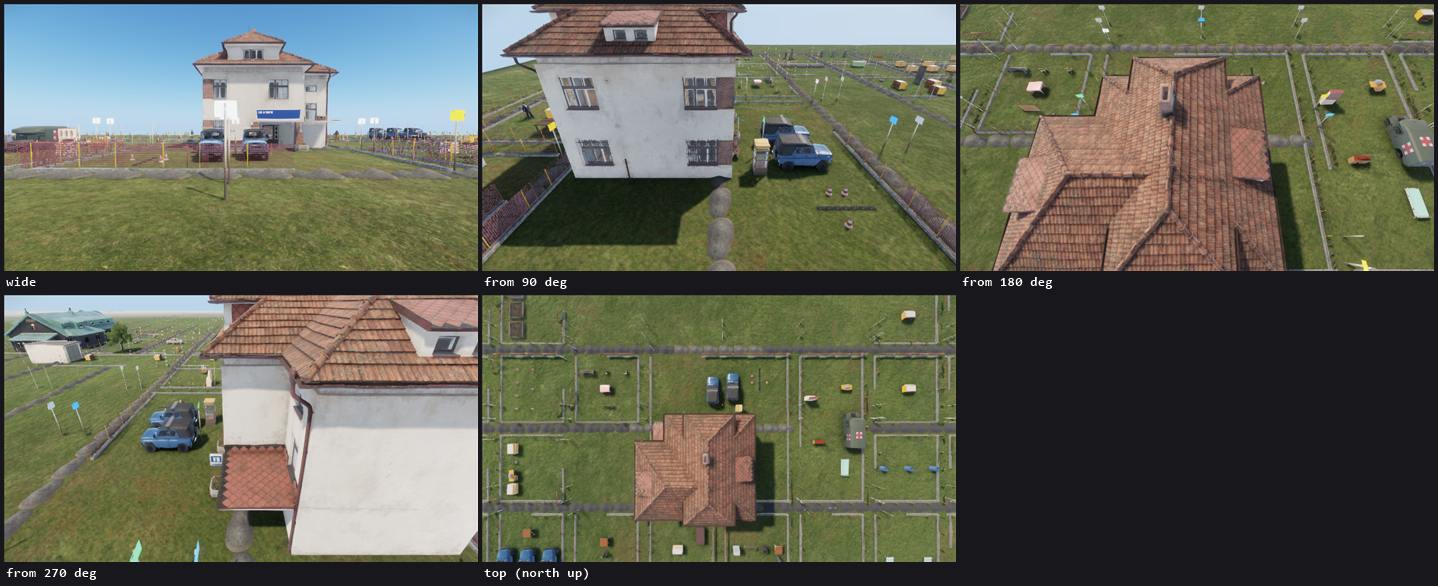 wide
from 90 deg
from 180 deg
from 270 deg
top (north up)